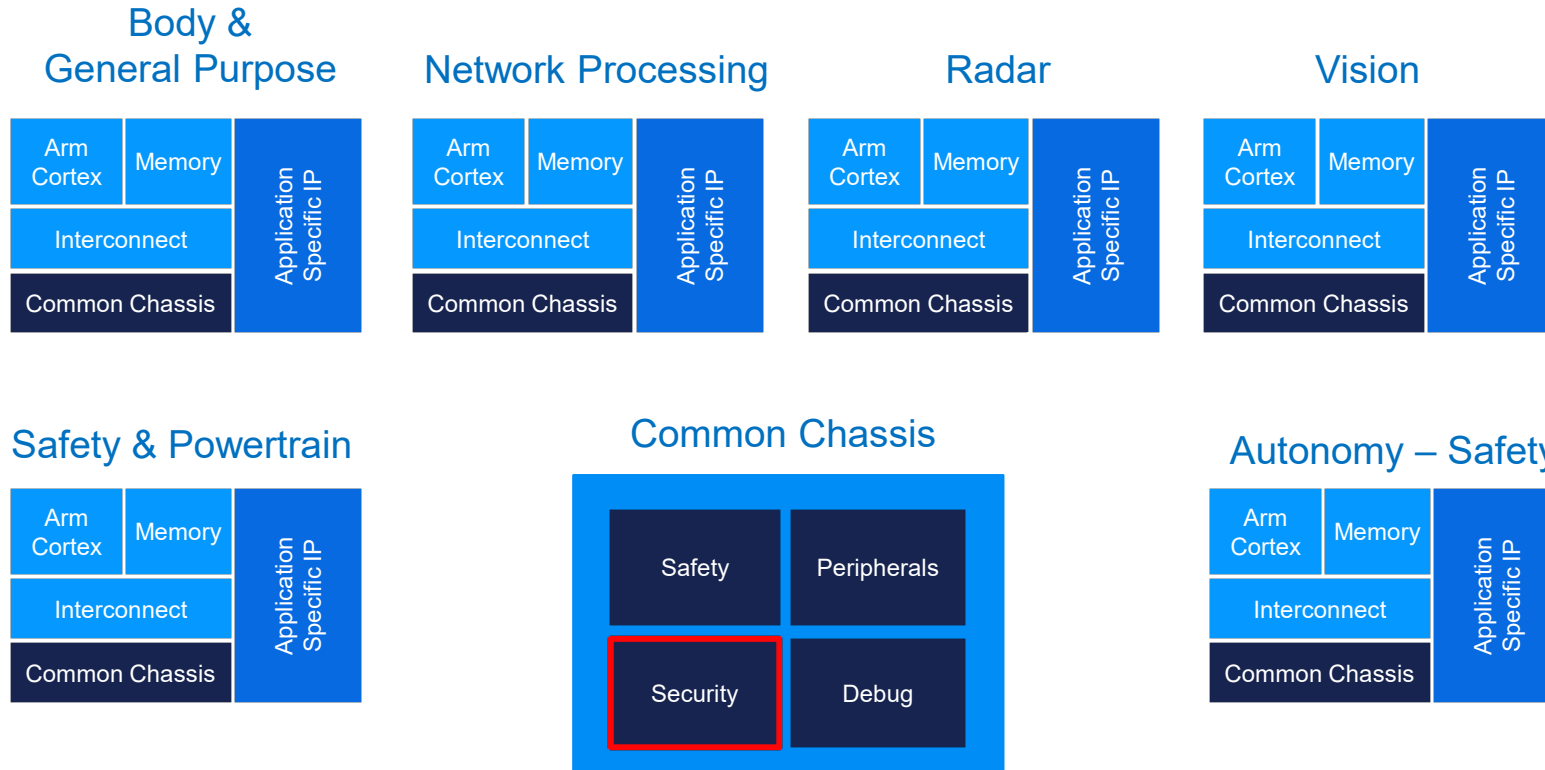 Body &
General Purpose
Network Processing
Radar
Vision
Arm
Cortex
Memory
Interconnect
Common Chassis
Application
Specific IP
Arm
Cortex
Memory
Interconnect
Common Chassis
Application
Specific IP
Arm
Cortex
Memory
Interconnect
Common Chassis
Application
Specific IP
Arm
Cortex
Memory
Interconnect
Common Chassis
Application
Specific IP
Safety & Powertrain
Arm
Cortex
Memory
Interconnect
Common Chassis
Application
Specific IP
Common Chassis
Safety
Peripherals
Security
Debug
Autonomy – Safety
Arm
Cortex
Memory
Interconnect
Common Chassis
Application
Specific IP